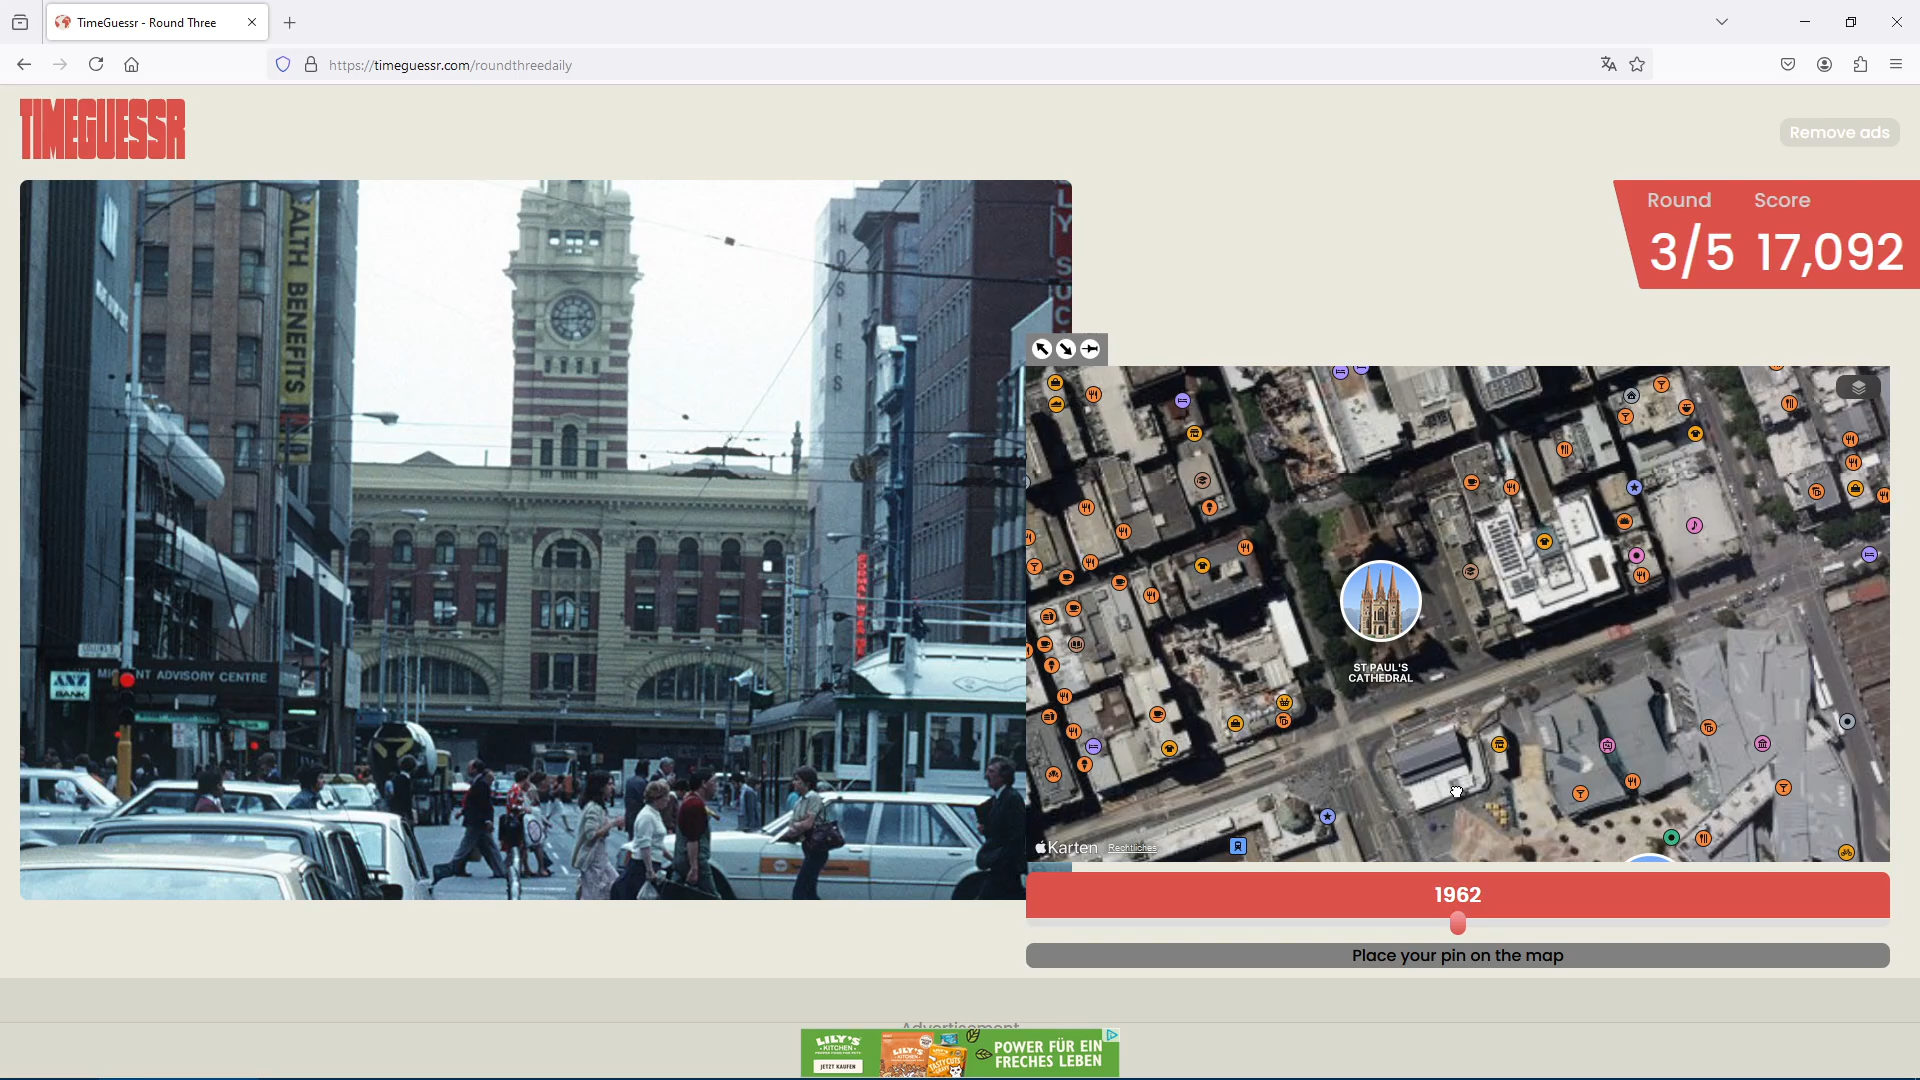 TimeGuessr - Round Three
https://timeguessr.com/roundthreedaily
TIMEGUESSR
Remove ads
Round Score
3/5 17,092
ALTH BENEFITS
HOSIES
LY
ANZ
BANK
NT ADVISORY CENTRE
ST PAUL'S
CATHEDRAL
Karten Rechtliches
1962
Place your pin on the map
Advertisement
LILY'S
KITCHEN
JETZT KAUFEN
POWER FÜR EIN
FRECHES LEBEN